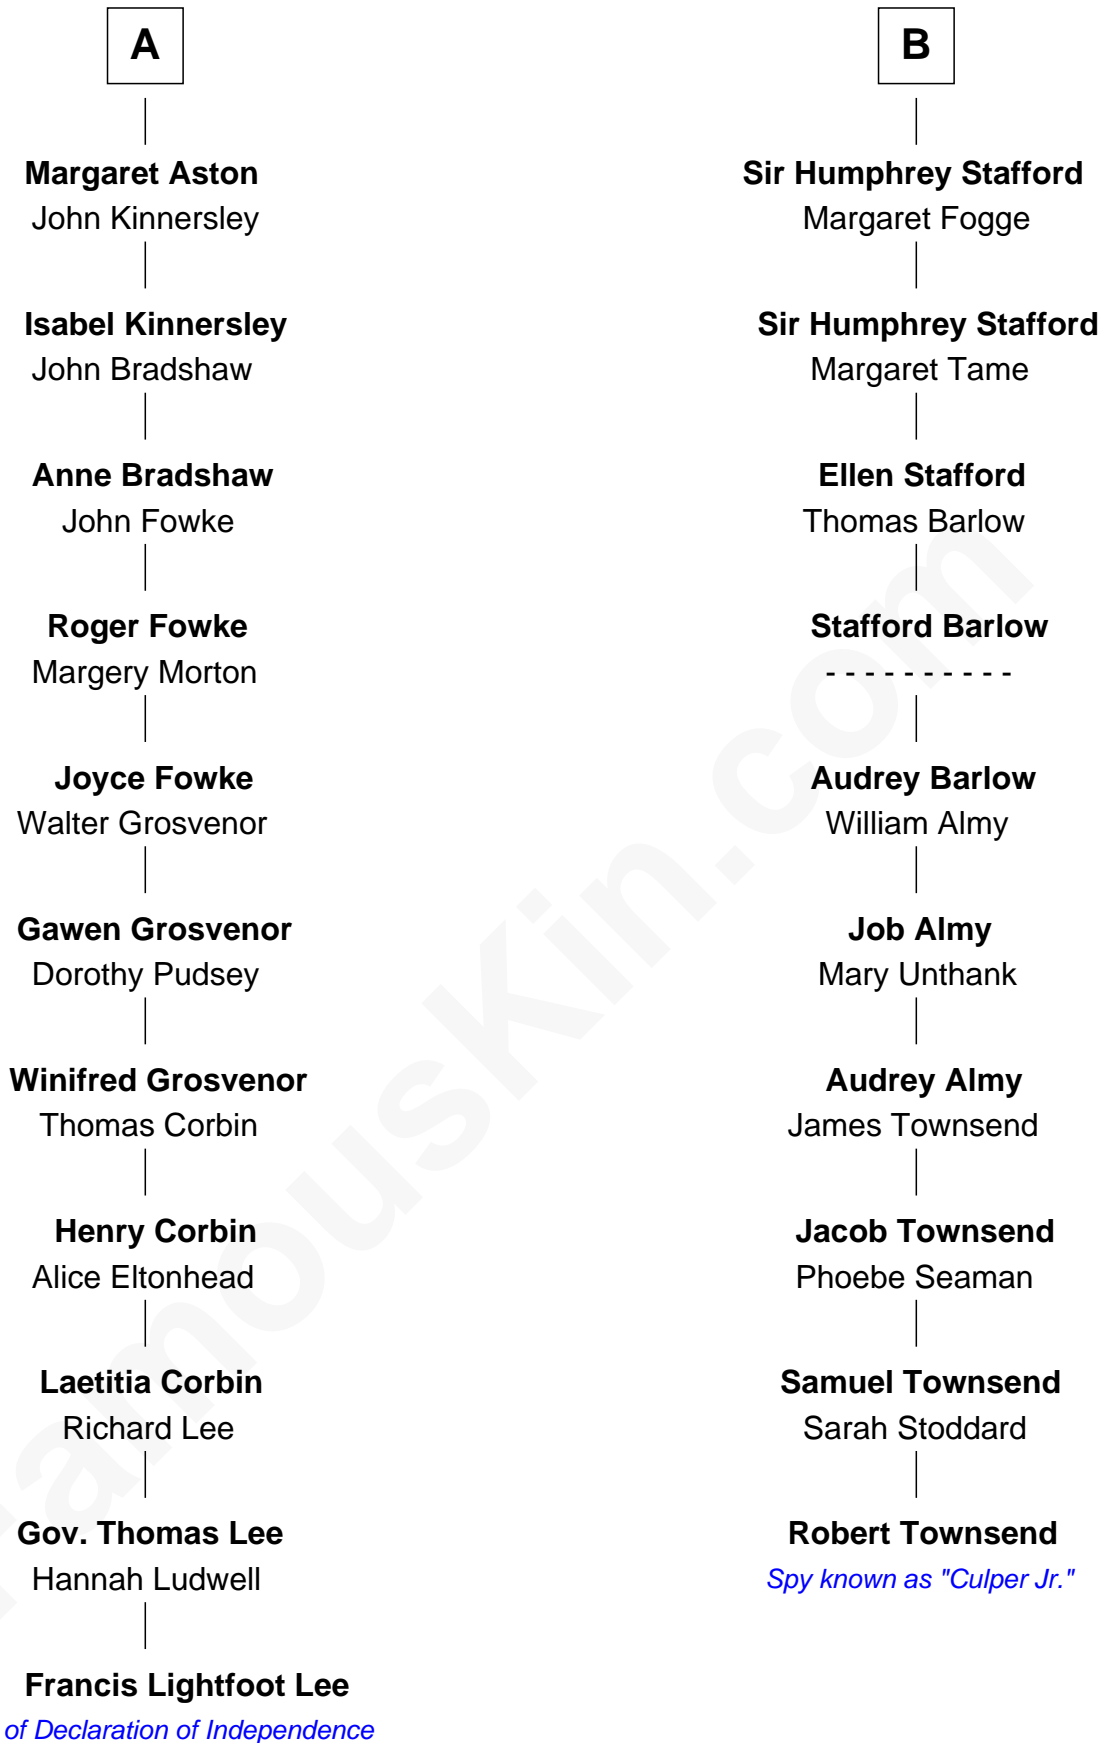 A
Margaret Aston
John Kinnersley
Isabel Kinnersley
John Bradshaw
Anne Bradshaw
John Fowke
Roger Fowke
Margery Morton
Joyce Fowke
Walter Grosvenor
Gawen Grosvenor
Dorothy Pudsey
Winifred Grosvenor
Thomas Corbin
Henry Corbin
Alice Eltonhead
Laetitia Corbin
Richard Lee
Gov. Thomas Lee
Hannah Ludwell
Francis Lightfoot Lee
of Declaration of Independence
B
Sir Humphrey Stafford
Margaret Fogge
Sir Humphrey Stafford
Margaret Tame
Ellen Stafford
Thomas Barlow
Stafford Barlow
- - - - - - - - - -
Audrey Barlow
William Almy
Job Almy
Mary Unthank
Audrey Almy
James Townsend
Jacob Townsend
Phoebe Seaman
Samuel Townsend
Sarah Stoddard
Robert Townsend
Spy known as "Culper Jr."
FamousKin.com